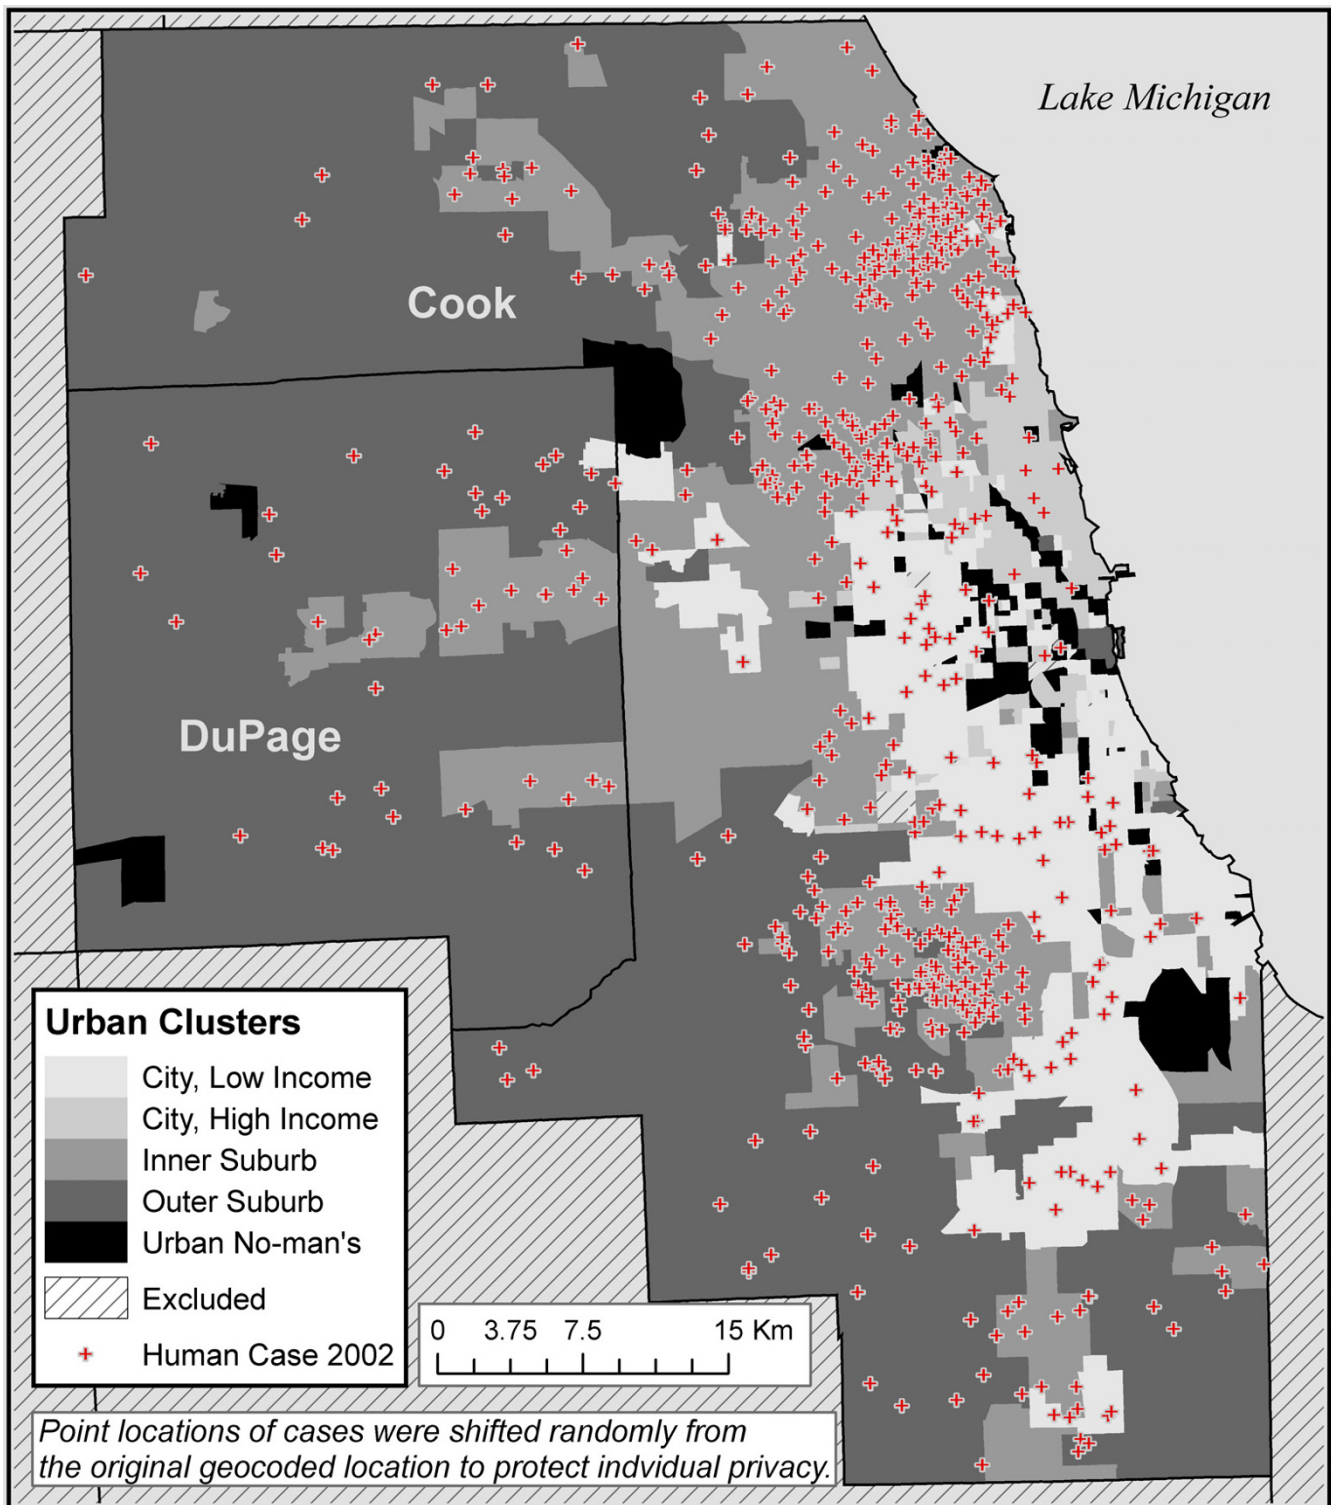 Lake Michigan
Cook
DuPage
Urban Clusters
City, Low Income
City, High Income
Inner Suburb
Outer Suburb
Urban No-man's
Excluded
Human Case 2002
0 3.75 7.5 15 Km
Point locations of cases were shifted randomly from
the original geocoded location to protect indvidual privacy.